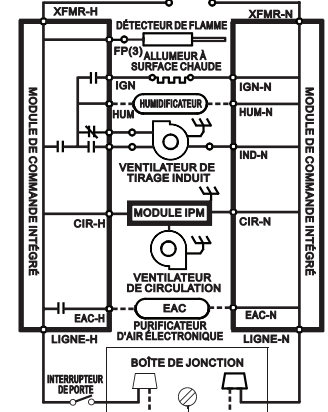 XFMR-H
XFMR-N
DÉTECTEUR DE FLAMME
FP(3)
ALLUMEUR À
SURFACE CHAUDE
IGN
IGN-N
HUMIDIFICATEUR
HUM
HUM-N
IND-N
VENTILATEUR DE
TIRAGE INDUIT
MODULE DE COMMANDE INTÉGRÉ
MODULE DE COMMANDE INTÉGRÉ
MODULE IPM
CIR-H
CIR-N
VENTILATEUR
DE CIRCULATION
EAC
EAC-H
EAC-N
PURIFICATEUR
D'AIR ÉLECTRONIQUE
LIGNE-H
LIGNE-N
BOÎTE DE JONCTION
INTERRUPTEUR
DE PORTE